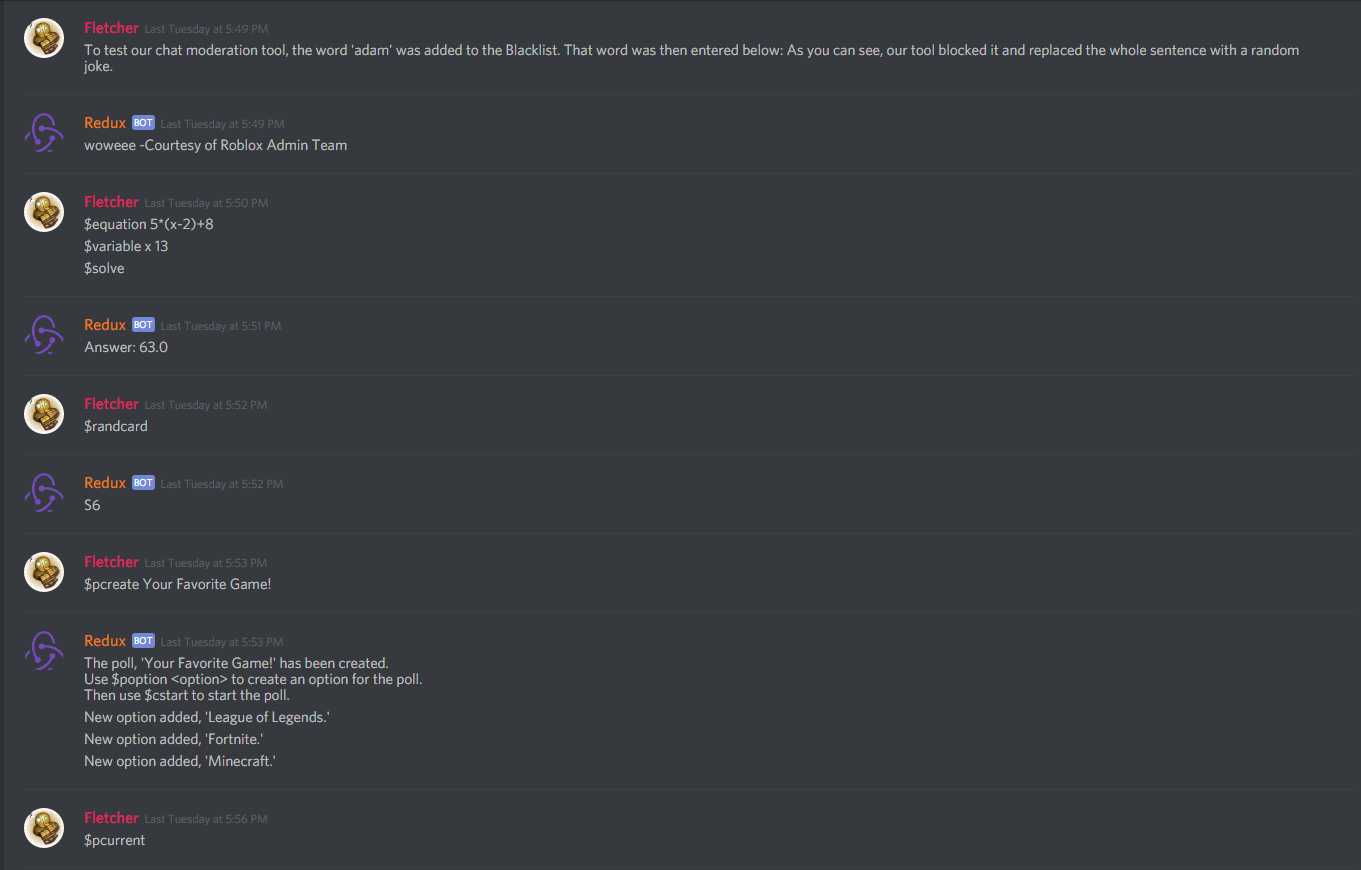 Fletcher Last Tuesday at 5:49 PM
To test our chat moderation tool, the word 'adam' was added to the Blacklist. That word was then entered below: As you can see, our tool blocked it and replaced the whole sentence with a random
joke.
Redux BOT Last Tuesday at 5:49 PM
woweee -Courtesy of Roblox Admin Team
Fletcher Last Tuesday at 5:50 PM
$equation 5*(x-2)+8
$variable x 13
$solve
Redux BOT Last Tuesday at 5:51 PM
Answer: 63.0
Fletcher Last Tuesday at 5:52 PM
$randcard
Redux BOT Last Tuesday at 5:52 PM
S6
Fletcher Last Tuesday at 5:53 PM
$pcreate Your Favorite Game!
Redux BOT Last Tuesday at 5:53 PM
The poll, 'Your Favorite Game!' has been created.
Use $poption <option> to create an option for the poll.
Then use $cstart to start the poll.
New option added, 'League of Legends.'
New option added, 'Fortnite.'
New option added, 'Minecraft.'
Fletcher Last Tuesday at 5:56 PM
$pcurrent